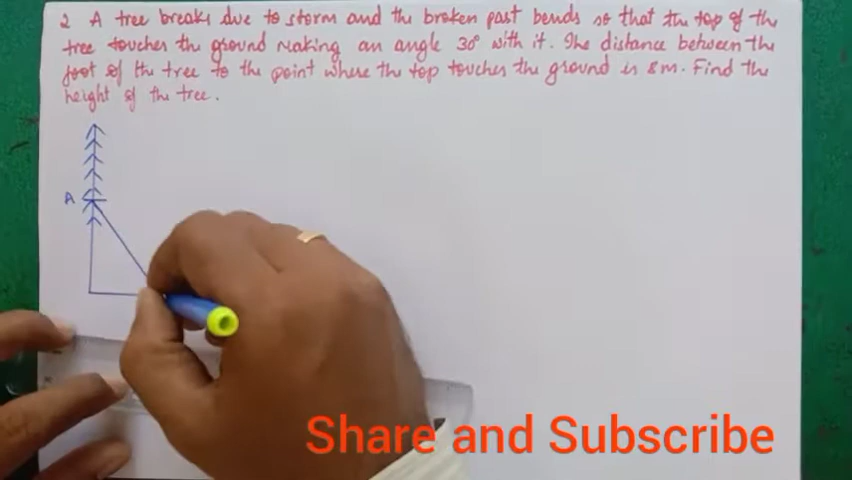 2 A tree breaks due to storm and the broken part bends so that the top of the
tree touches the ground making an angle 30° with it. The distance between the
foot of the tree to the point where the top touches the ground is 8m. Find the
height of the tree.
A
Share and Subscribe